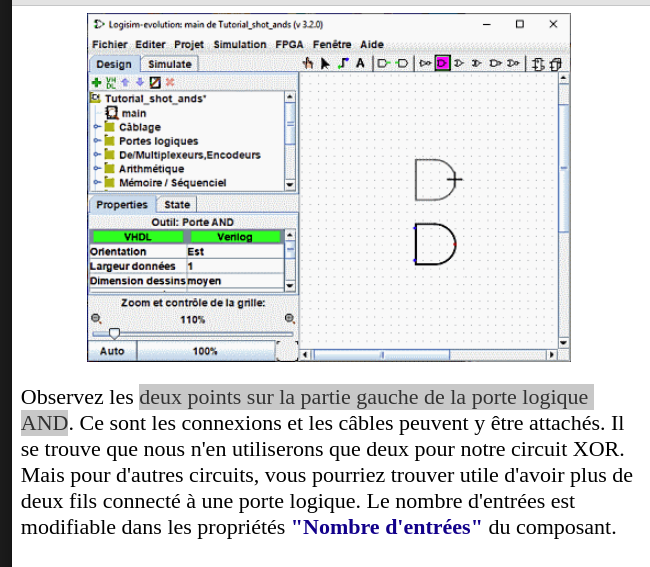 Logisim-evolution: main de Tutorial_shot_ands (v 3.2.0)
Fichier Editer Projet Simulation FPGA Fenêtre Aide
Design Simulate
Tutorial_shot_ands*
main
Câblage
Portes logiques
De/Multiplexeurs,Encodeurs
Arithmétique
Mémoire / Séquenciel
Properties State
Outil: Porte AND
VHDL Verilog
Orientation Est
Largeur données 1
Dimension dessins moyen
Zoom et contrôle de la grille:
110%
Auto 100%
Observez les deux points sur la partie gauche de la porte logique
AND. Ce sont les connexions et les câbles peuvent y être attachés. Il
se trouve que nous n'en utiliserons que deux pour notre circuit XOR.
Mais pour d'autres circuits, vous pourriez trouver utile d'avoir plus de
deux fils connecté à une porte logique. Le nombre d'entrées est
modifiable dans les propriétés "Nombre d'entrées" du composant.